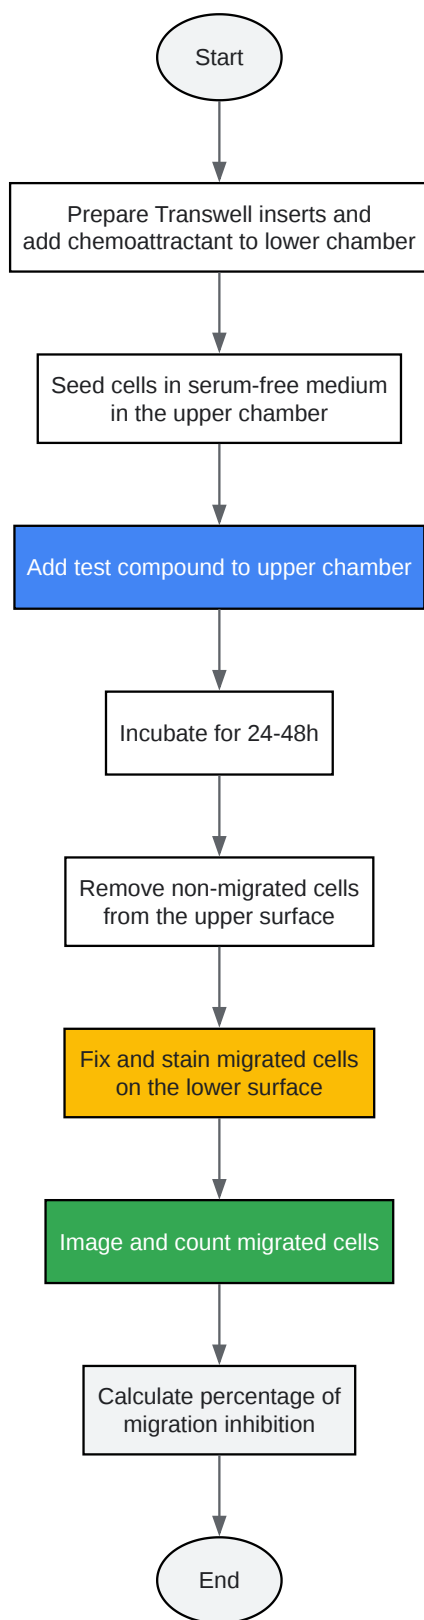 Start
Prepare Transwell inserts and
add chemoattractant to lower chamber
Seed cells in serum-free medium
in the upper chamber
Add test compound to upper chamber
Incubate for 24-48h
Remove non-migrated cells
from the upper surface
Fix and stain migrated cells
on the lower surface
Image and count migrated cells
Calculate percentage of
migration inhibition
End